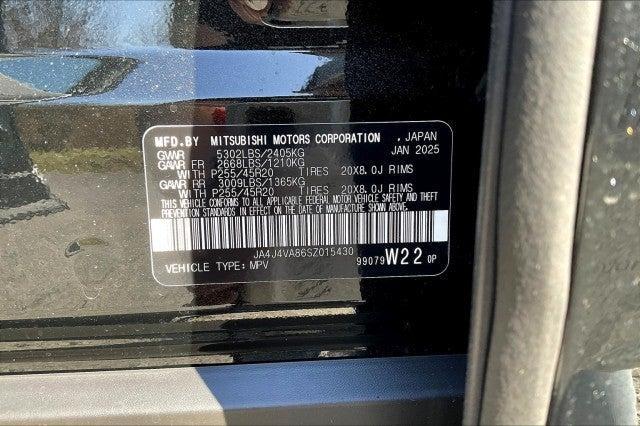 MFD.BY MITSUBISHI MOTORS CORPORATION , JAPAN
GVWR 5302LBS/2405KG JAN 2025
GAWR FR 2668LBS/1210KG
WITH P255/45R20 TIRES 20X8.0J RIMS
GAWR RR 3009LBS/1365KG
WITH P255/45R20 TIRES 20X8.0J RIMS
THIS VEHICLE CONFORMS TO ALL APPLICABLE FEDERAL MOTOR VEHICLE SAFETY AND THEFT
PREVENTION STANDARDS IN EFFECT ON THE DATE OF MANUFACTURE SHOWN ABOVE.
JA4J4VA86SZ015430
VEHICLE TYPE: MPV 99079 W22 0P